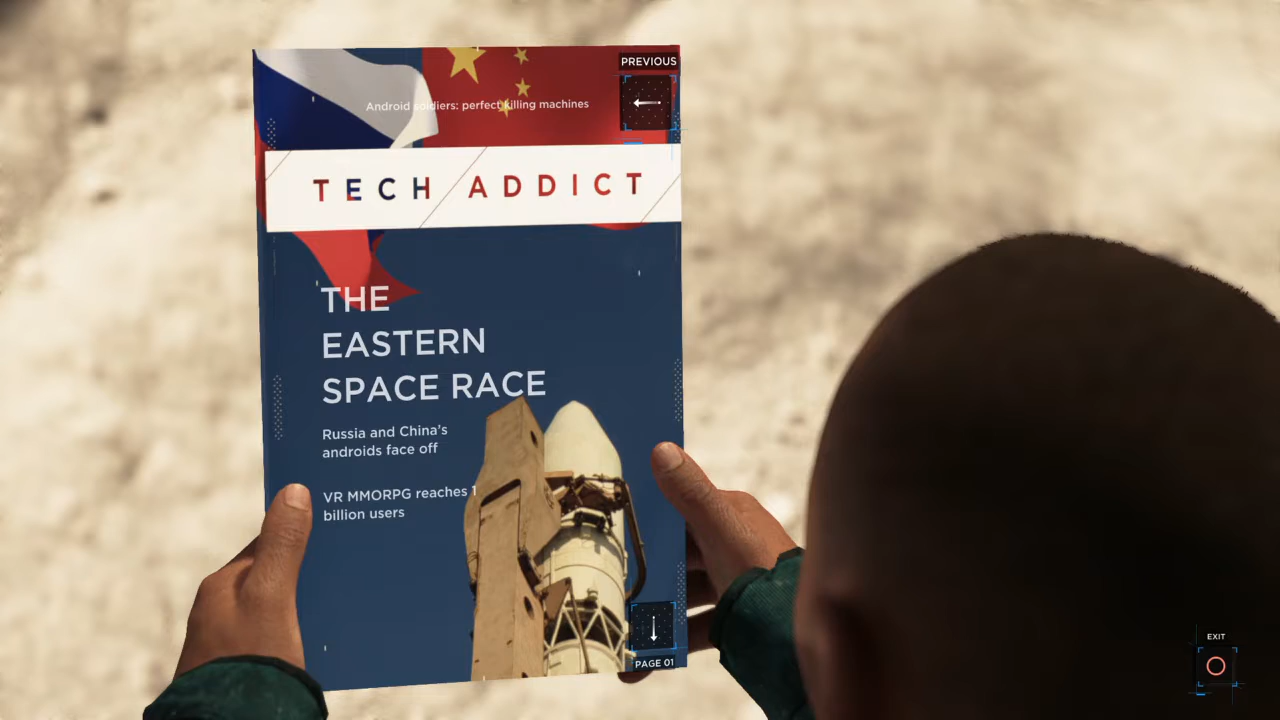 PREVIOUS
Android soldiers: perfect killing machines
TECH ADDICT
THE
EASTERN
SPACE RACE
Russia and China's
androids face off
VR MMORPG reaches 1
billion users
PAGE 01
EXIT